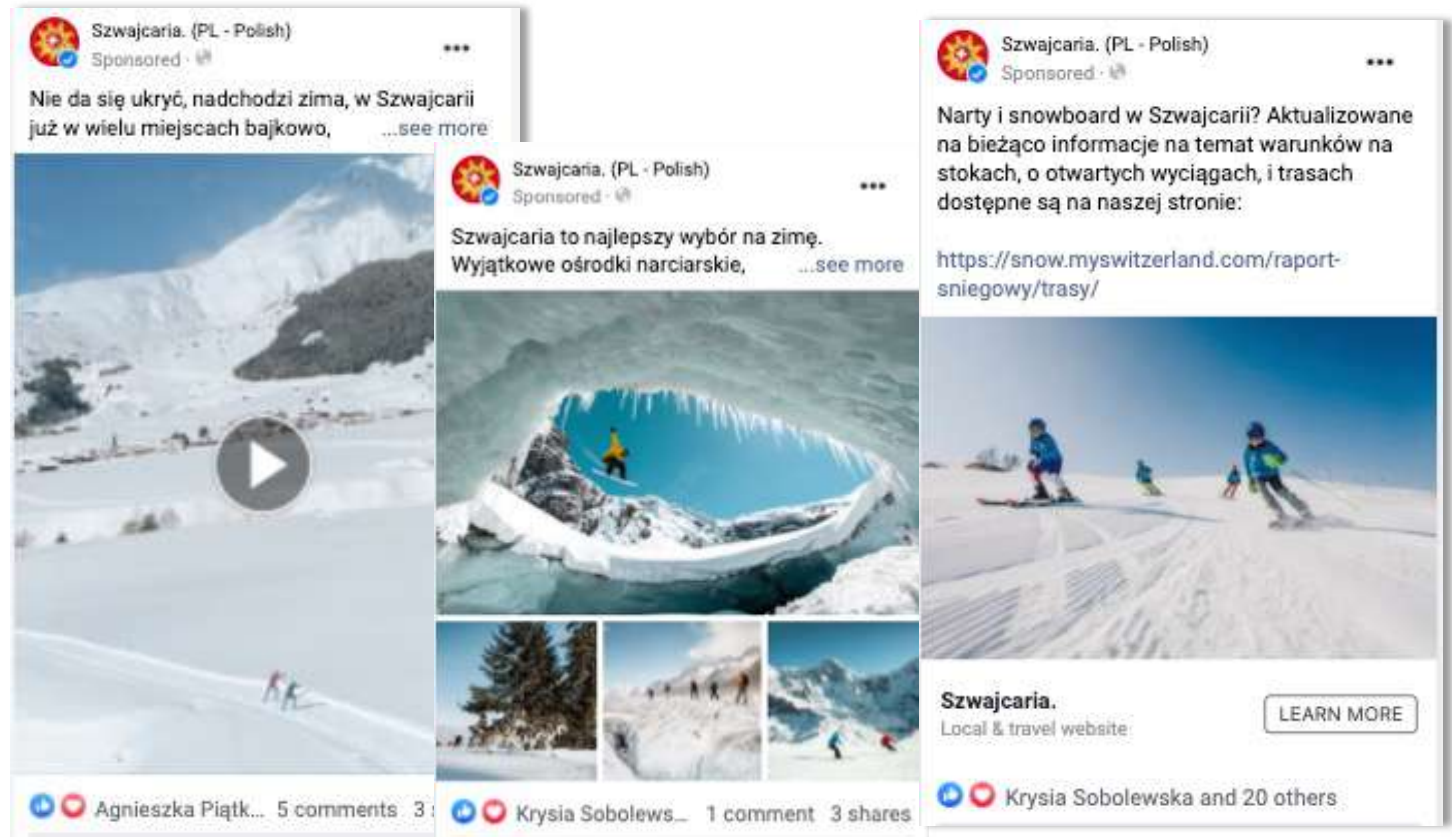 Szwajcaria. (PL - Polish)
Sponsored ·
Nie da się ukryć, nadchodzi zima, w Szwajcarii
już w wielu miejscach bajkowo, ...see more
Agnieszka Piątk... 5 comments 3
Szwajcaria. (PL - Polish)
Sponsored ·
Szwajcaria to najlepszy wybór na zimę.
Wyjątkowe ośrodki narciarskie, ...see more
Krysia Sobolews... 1 comment 3 shares
Szwajcaria. (PL - Polish)
Sponsored ·
Narty i snowboard w Szwajcarii? Aktualizowane
na bieżąco informacje na temat warunków na
stokach, o otwartych wyciągach, i trasach
dostępne są na naszej stronie:
https://snow.myswitzerland.com/raport-
sniegowy/trasy/
Szwajcaria.
Local & travel website
LEARN MORE
Krysia Sobolewska and 20 others